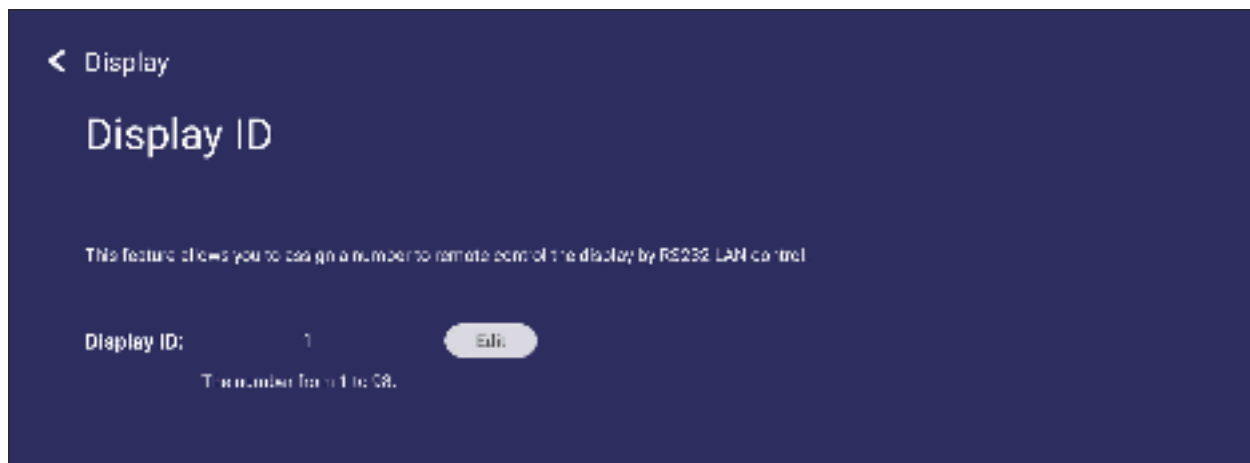 Display
Display ID
This feature allows you to assign a number to remote control the display by RS232 LAN control
Display ID: 1 Edit
The number from 1 to 98.